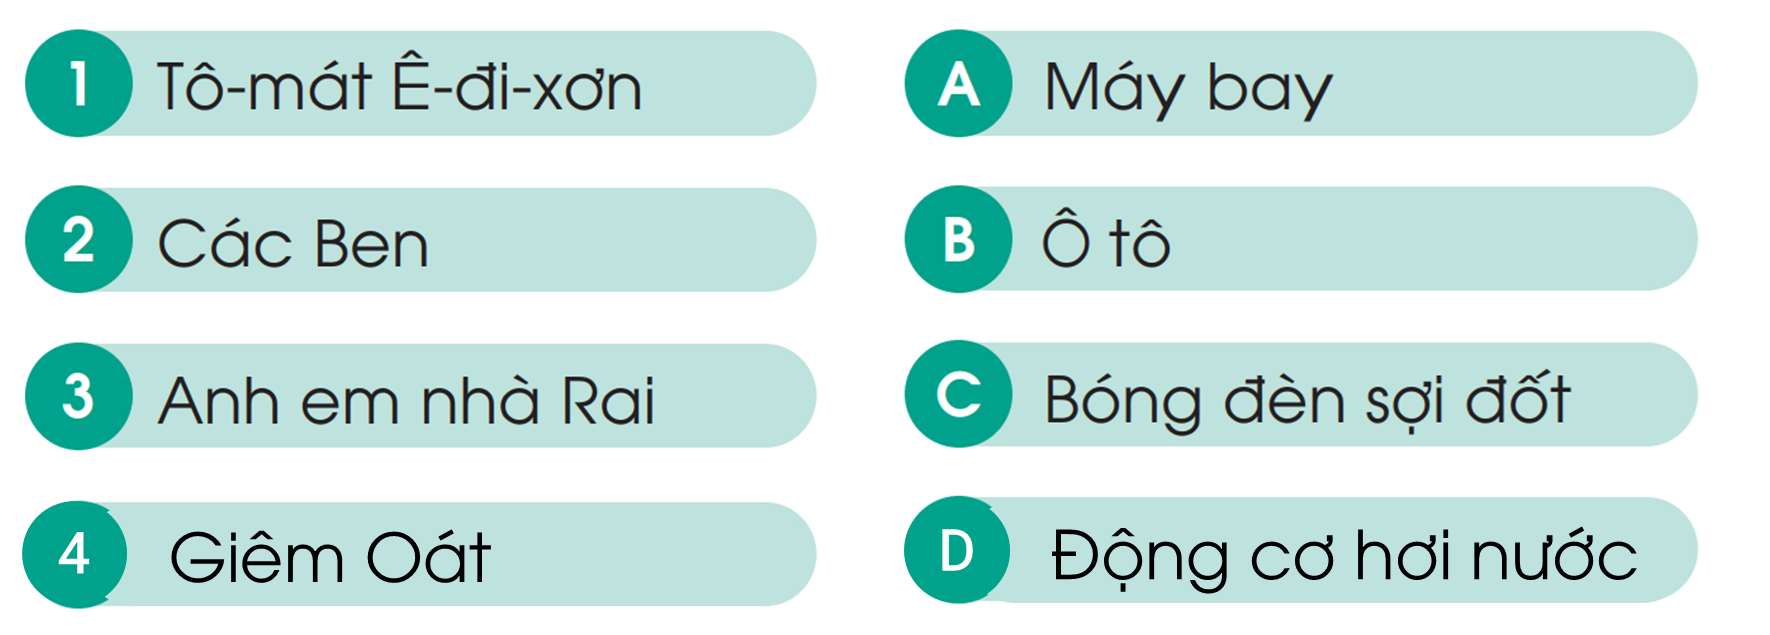 1 Tô-mát Ê-đi-xơn
2 Các Ben
3 Anh em nhà Rai
4 Giêm Oát
A Máy bay
B Ô tô
C Bóng đèn sợi đốt
D Động cơ hơi nước